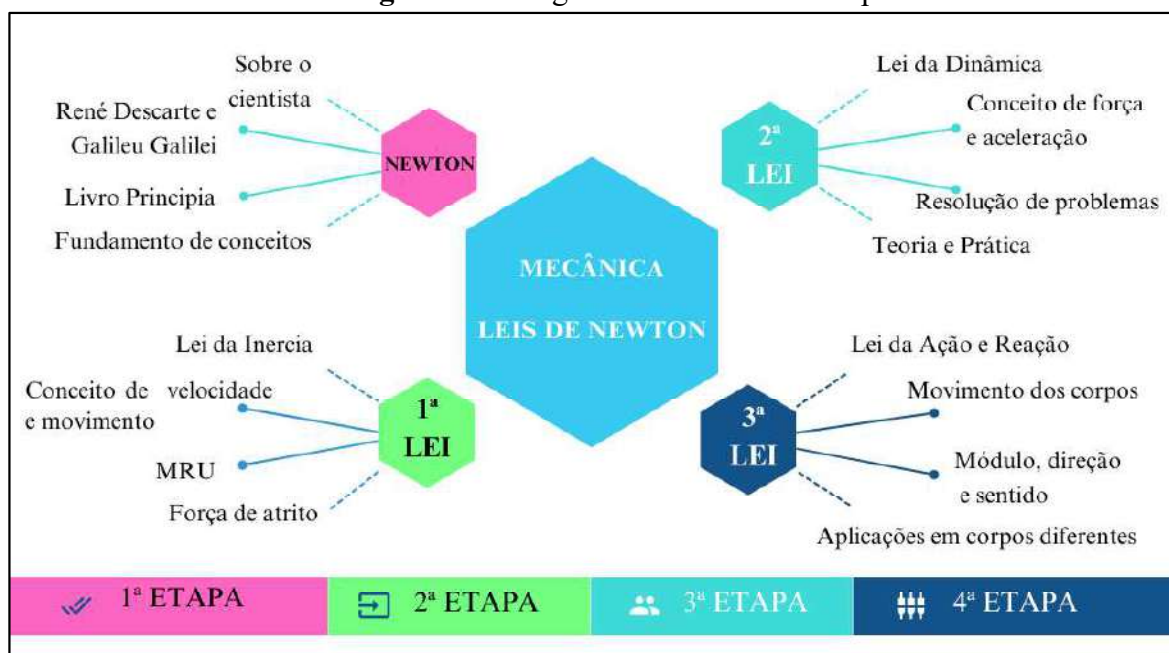 Sobre o
cientista
René Descarte e
Galileu Galilei
Livro Principia
Fundamento de conceitos
NEWTON
Lei da Dinâmica
Conceito de força
e aceleração
Resolução de problemas
Teoria e Prática
2ª
LEI
MECÂNICA
LEIS DE NEWTON
Lei da Inercia
Conceito de velocidade
e movimento
MRU
Força de atrito
1ª
LEI
Lei da Ação e Reação
Movimento dos corpos
Módulo, direção
e sentido
Aplicações em corpos diferentes
3ª
LEI
1ª ETAPA
2ª ETAPA
3ª ETAPA
4ª ETAPA